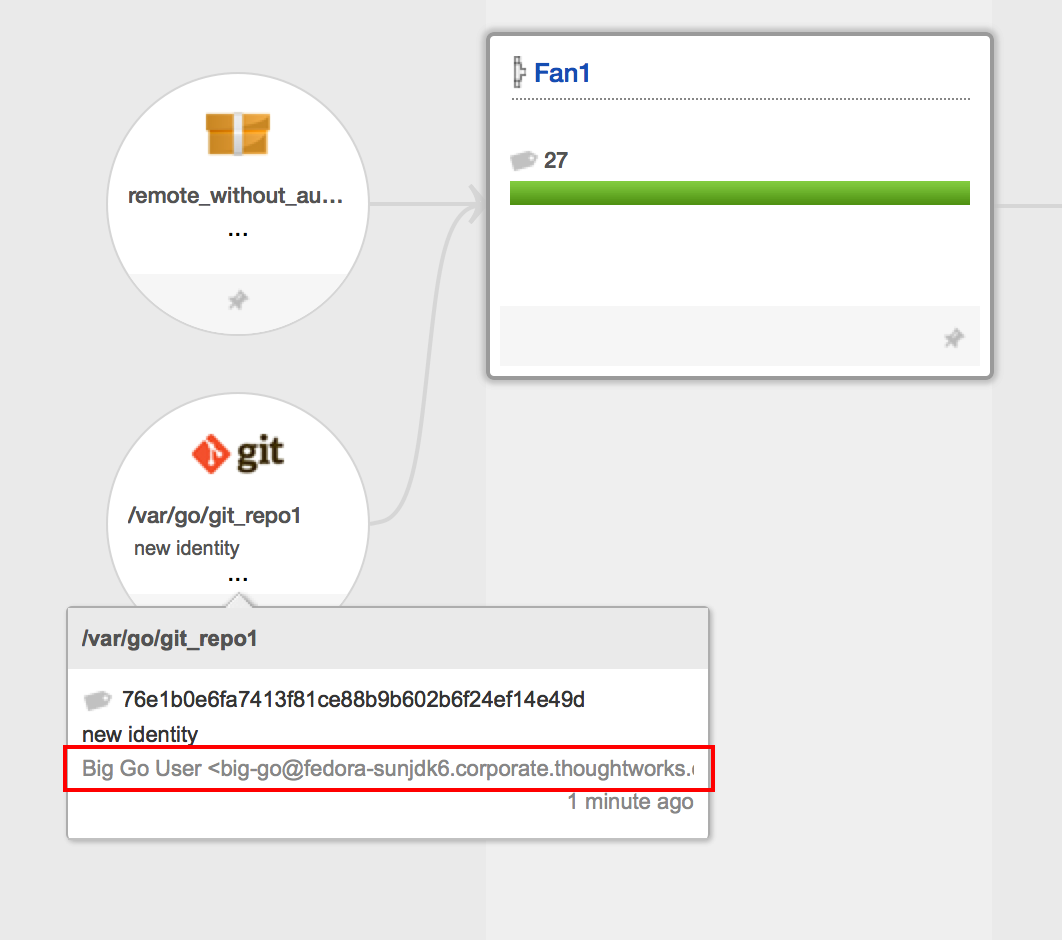 remote_without_au...
...
Fan1
27
git
/var/go/git_repo1
new identity
...
/var/go/git_repo1
76e1b0e6fa7413f81ce88b9b602b6f24ef14e49d
new identity
Big Go User <big-go@fedora-sunjdk6.corporate.thoughtworks.
1 minute ago